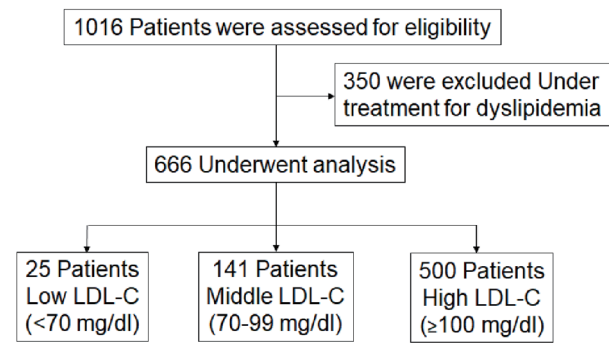 1016 Patients were assessed for eligibility
350 were excluded Under
treatment for dyslipidemia
666 Underwent analysis
25 Patients
Low LDL-C
(<70 mg/dl)
141 Patients
Middle LDL-C
(70-99 mg/dl)
500 Patients
High LDL-C
(≥100 mg/dl)